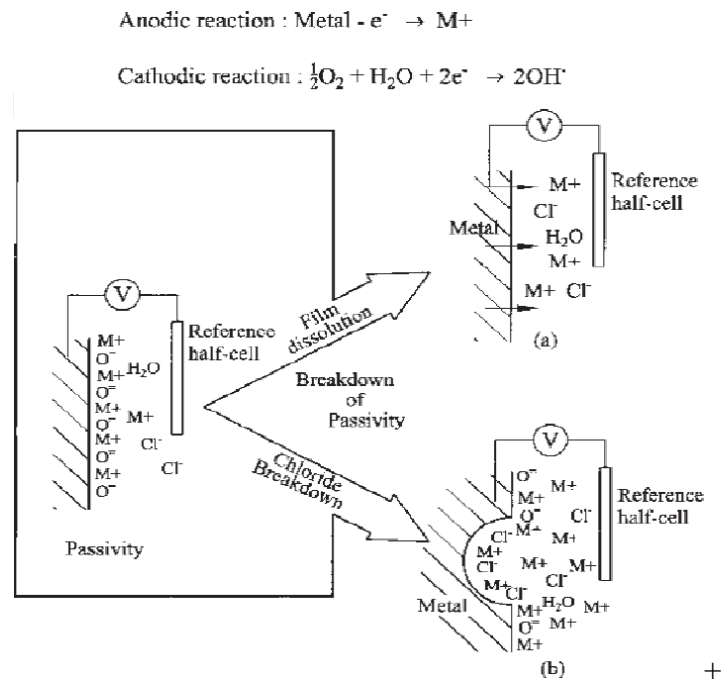 Anodic reaction : Metal - e⁻ → M+
Cathodic reaction : ½O₂ + H₂O + 2e⁻ → 2OH⁻
V
M+
Cl⁻
Metal
H₂O
M+
M+ Cl⁻
Reference
half-cell
(a)
V
Reference
half-cell
M+
O⁻
M+
H₂O
O⁼
M+
M+
O⁻
M+
Cl⁻
O⁼
M+
Cl⁻
O⁼
Passivity
Film
dissolution
Breakdown
of
Passivity
Chloride
Breakdown
V
O⁼
M+
M+
O⁻
Cl⁻
Cl⁻
M+
M+
M+
Cl⁻
M+
M+
M+
Cl⁻
Cl⁻
M+
H₂O
M+
O⁼
M+
M+
Metal
Reference
half-cell
(b)
+